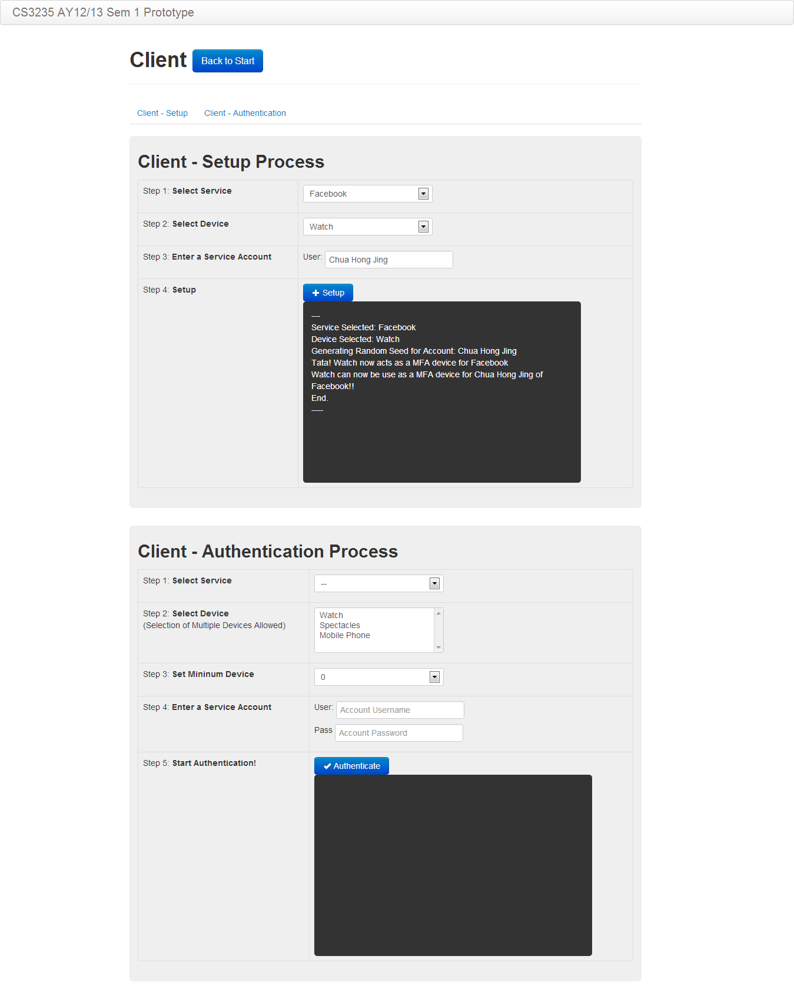 CS3235 AY12/13 Sem 1 Prototype
Client Back to Start
Client - Setup Client - Authentication
Client - Setup Process
Step 1: Select Service Facebook
Step 2: Select Device Watch
Step 3: Enter a Service Account User: Chua Hong Jing
Step 4: Setup Setup
---
Service Selected: Facebook
Device Selected: Watch
Generating Random Seed for Account: Chua Hong Jing
Tata! Watch now acts as a MFA device for Facebook
Watch can now be use as a MFA device for Chua Hong Jing of
Facebook!!
End.
----
Client - Authentication Process
Step 1: Select Service --
Step 2: Select Device
(Selection of Multiple Devices Allowed)
Watch
Spectacles
Mobile Phone
Step 3: Set Mininum Device 0
Step 4: Enter a Service Account User: Account Username
Pass Account Password
Step 5: Start Authentication! Authenticate